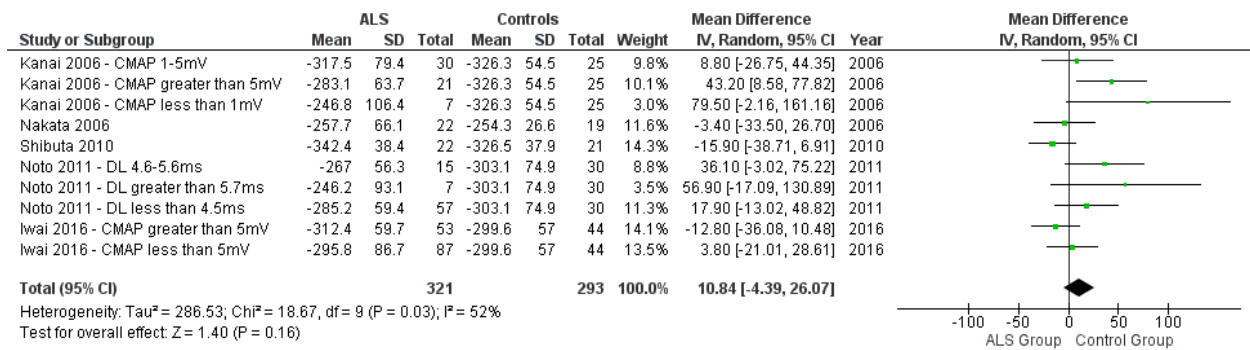 ALS Controls Mean Difference Mean Difference
Study or Subgroup Mean SD Total Mean SD Total Weight IV, Random, 95% CI Year IV, Random, 95% CI
Kanai 2006 - CMAP 1-5mV -317.5 79.4 30 -326.3 54.5 25 9.8% 8.80 [-26.75, 44.35] 2006
Kanai 2006 - CMAP greater than 5mV -283.1 63.7 21 -326.3 54.5 25 10.1% 43.20 [8.58, 77.82] 2006
Kanai 2006 - CMAP less than 1mV -246.8 106.4 7 -326.3 54.5 25 3.0% 79.50 [-2.16, 161.16] 2006
Nakata 2006 -257.7 66.1 22 -254.3 26.6 19 11.6% -3.40 [-33.50, 26.70] 2006
Shibuta 2010 -342.4 38.4 22 -326.5 37.9 21 14.3% -15.90 [-38.71, 6.91] 2010
Noto 2011 - DL 4.6-5.6ms -267 56.3 15 -303.1 74.9 30 8.8% 36.10 [-3.02, 75.22] 2011
Noto 2011 - DL greater than 5.7ms -246.2 93.1 7 -303.1 74.9 30 3.5% 56.90 [-17.09, 130.89] 2011
Noto 2011 - DL less than 4.5ms -285.2 59.4 57 -303.1 74.9 30 11.3% 17.90 [-13.02, 48.82] 2011
Iwai 2016 - CMAP greater than 5mV -312.4 59.7 53 -299.6 57 44 14.1% -12.80 [-36.08, 10.48] 2016
Iwai 2016 - CMAP less than 5mV -295.8 86.7 87 -299.6 57 44 13.5% 3.80 [-21.01, 28.61] 2016
Total (95% CI) 321 293 100.0% 10.84 [-4.39, 26.07]
Heterogeneity: Tau² = 286.53; Chi² = 18.67, df = 9 (P = 0.03); I² = 52%
Test for overall effect: Z = 1.40 (P = 0.16)
-100 -50 0 50 100
ALS Group Control Group